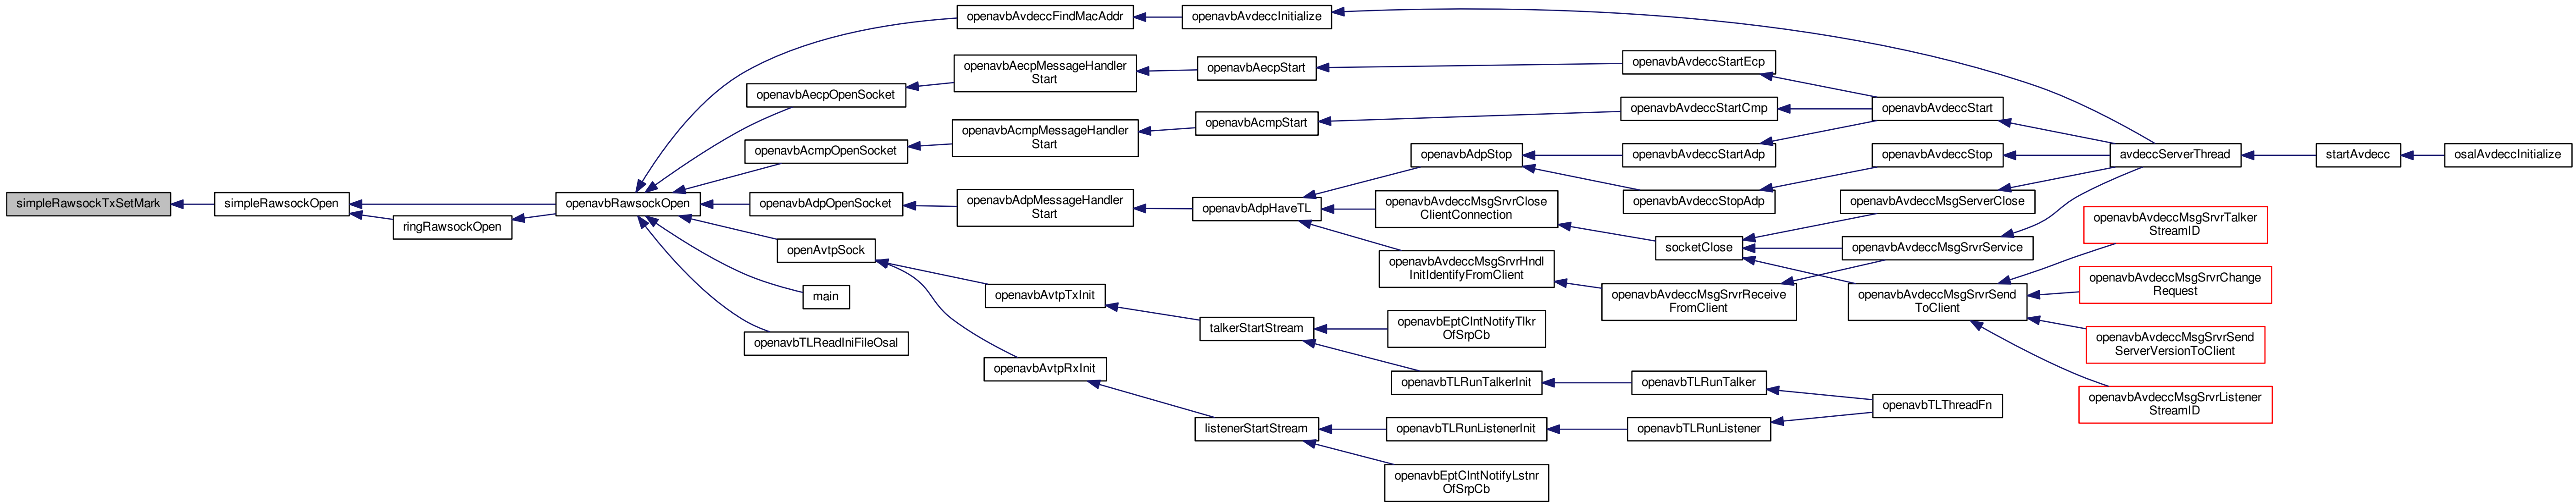 simpleRawsockTxSetMark
simpleRawsockOpen
ringRawsockOpen
openavbRawsockOpen
openavbAvdeccFindMacAddr
openavbAvdeccInitialize
openavbAecpOpenSocket
openavbAecpMessageHandler
Start
openavbAecpStart
openavbAvdeccStartEcp
openavbAcmpOpenSocket
openavbAcmpMessageHandler
Start
openavbAcmpStart
openavbAvdeccStartCmp
openavbAvdeccStart
openavbAdpOpenSocket
openavbAdpMessageHandler
Start
openavbAdpHaveTL
openavbAdpStop
openavbAvdeccStartAdp
openavbAvdeccStopAdp
openavbAvdeccStop
avdeccServerThread
startAvdecc
osalAvdeccInitialize
openavbAvdeccMsgSrvrClose
ClientConnection
socketClose
openavbAvdeccMsgServerClose
openavbAvdeccMsgSrvrService
openavbAvdeccMsgSrvrHndl
InitIdentifyFromClient
openavbAvdeccMsgSrvrReceive
FromClient
openavbAvdeccMsgSrvrSend
ToClient
openavbAvdeccMsgSrvrTalker
StreamID
openavbAvdeccMsgSrvrChange
Request
openavbAvdeccMsgSrvrSend
ServerVersionToClient
openavbAvdeccMsgSrvrListener
StreamID
openAvtpSock
main
openavbTLReadIniFileOsal
openavbAvtpTxInit
openavbAvtpRxInit
talkerStartStream
openavbEptClntNotifyTlkr
OfSrpCb
openavbTLRunTalkerInit
openavbTLRunTalker
openavbTLThreadFn
listenerStartStream
openavbTLRunListenerInit
openavbTLRunListener
openavbEptClntNotifyLstnr
OfSrpCb